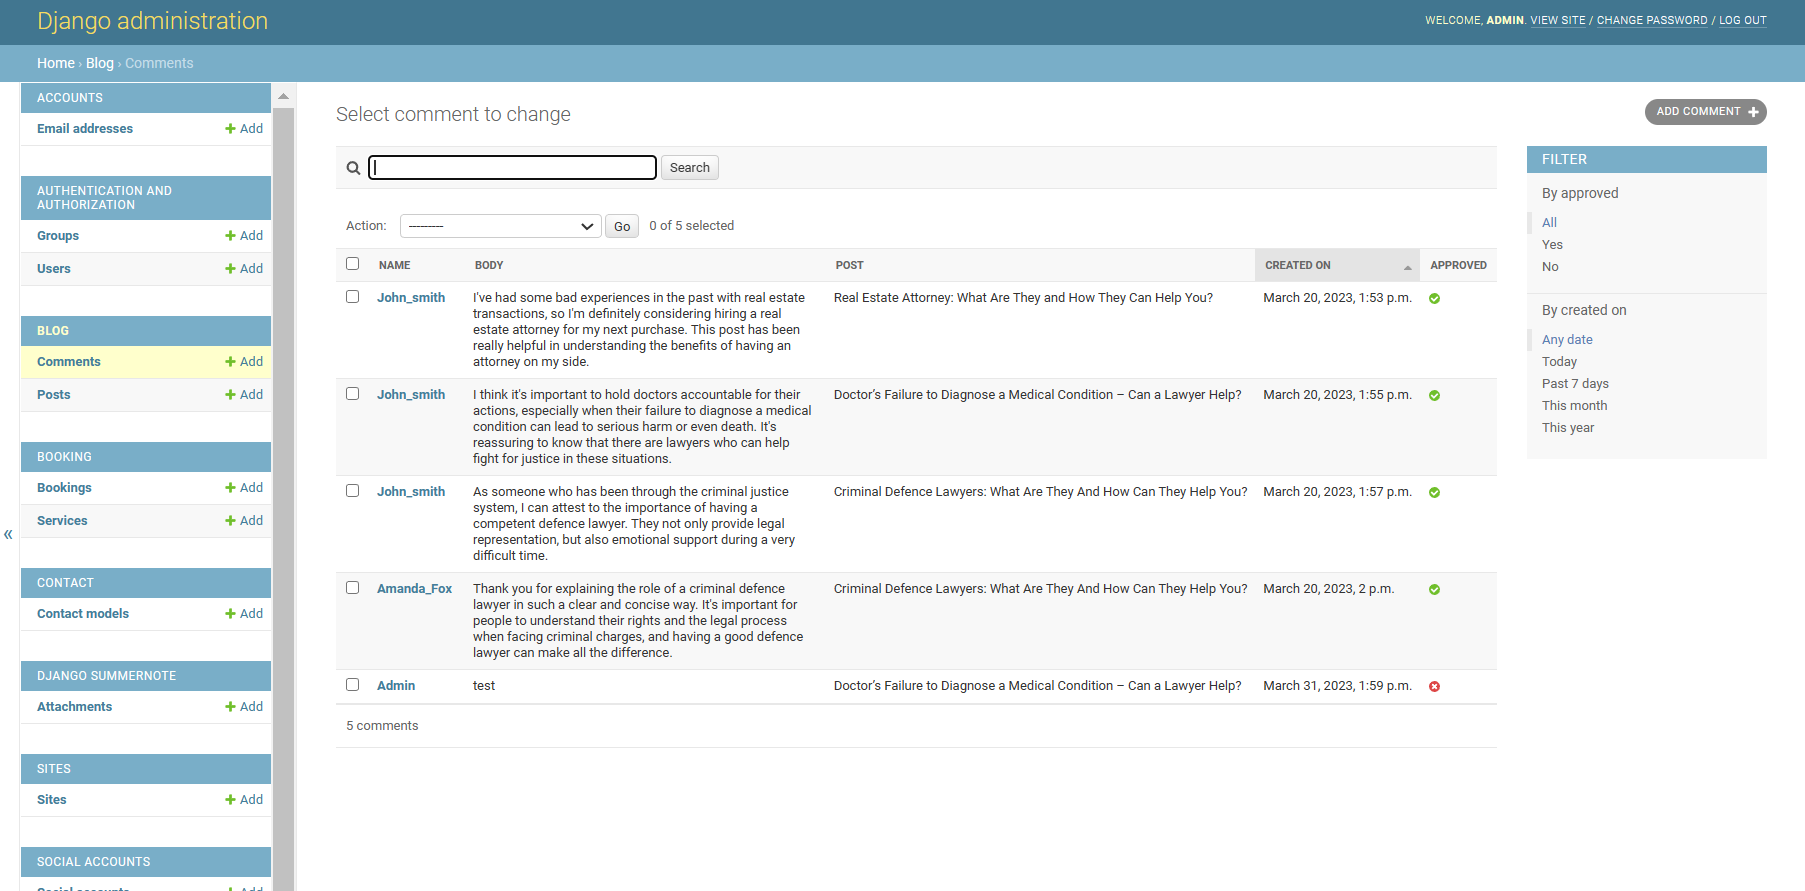 Django administration
WELCOME, ADMIN. VIEW SITE / CHANGE PASSWORD / LOG OUT
Home › Blog › Comments
ACCOUNTS
Email addresses + Add
AUTHENTICATION AND
AUTHORIZATION
Groups + Add
Users + Add
BLOG
Comments + Add
Posts + Add
BOOKING
Bookings + Add
Services + Add
CONTACT
Contact models + Add
DJANGO SUMMERNOTE
Attachments + Add
SITES
Sites + Add
SOCIAL ACCOUNTS
Social accounts + Add
«
Select comment to change
ADD COMMENT +
Search
Action: --------- Go 0 of 5 selected
NAME BODY POST CREATED ON APPROVED
John_smith I've had some bad experiences in the past with real estate Real Estate Attorney: What Are They and How They Can Help You? March 20, 2023, 1:53 p.m.
transactions, so I'm definitely considering hiring a real
estate attorney for my next purchase. This post has been
really helpful in understanding the benefits of having an
attorney on my side.
John_smith I think it's important to hold doctors accountable for their Doctor’s Failure to Diagnose a Medical Condition – Can a Lawyer Help? March 20, 2023, 1:55 p.m.
actions, especially when their failure to diagnose a medical
condition can lead to serious harm or even death. It's
reassuring to know that there are lawyers who can help
fight for justice in these situations.
John_smith As someone who has been through the criminal justice Criminal Defence Lawyers: What Are They And How Can They Help You? March 20, 2023, 1:57 p.m.
system, I can attest to the importance of having a
competent defence lawyer. They not only provide legal
representation, but also emotional support during a very
difficult time.
Amanda_Fox Thank you for explaining the role of a criminal defence Criminal Defence Lawyers: What Are They And How Can They Help You? March 20, 2023, 2 p.m.
lawyer in such a clear and concise way. It's important for
people to understand their rights and the legal process
when facing criminal charges, and having a good defence
lawyer can make all the difference.
Admin test Doctor’s Failure to Diagnose a Medical Condition – Can a Lawyer Help? March 31, 2023, 1:59 p.m.
5 comments
FILTER
By approved
All
Yes
No
By created on
Any date
Today
Past 7 days
This month
This year